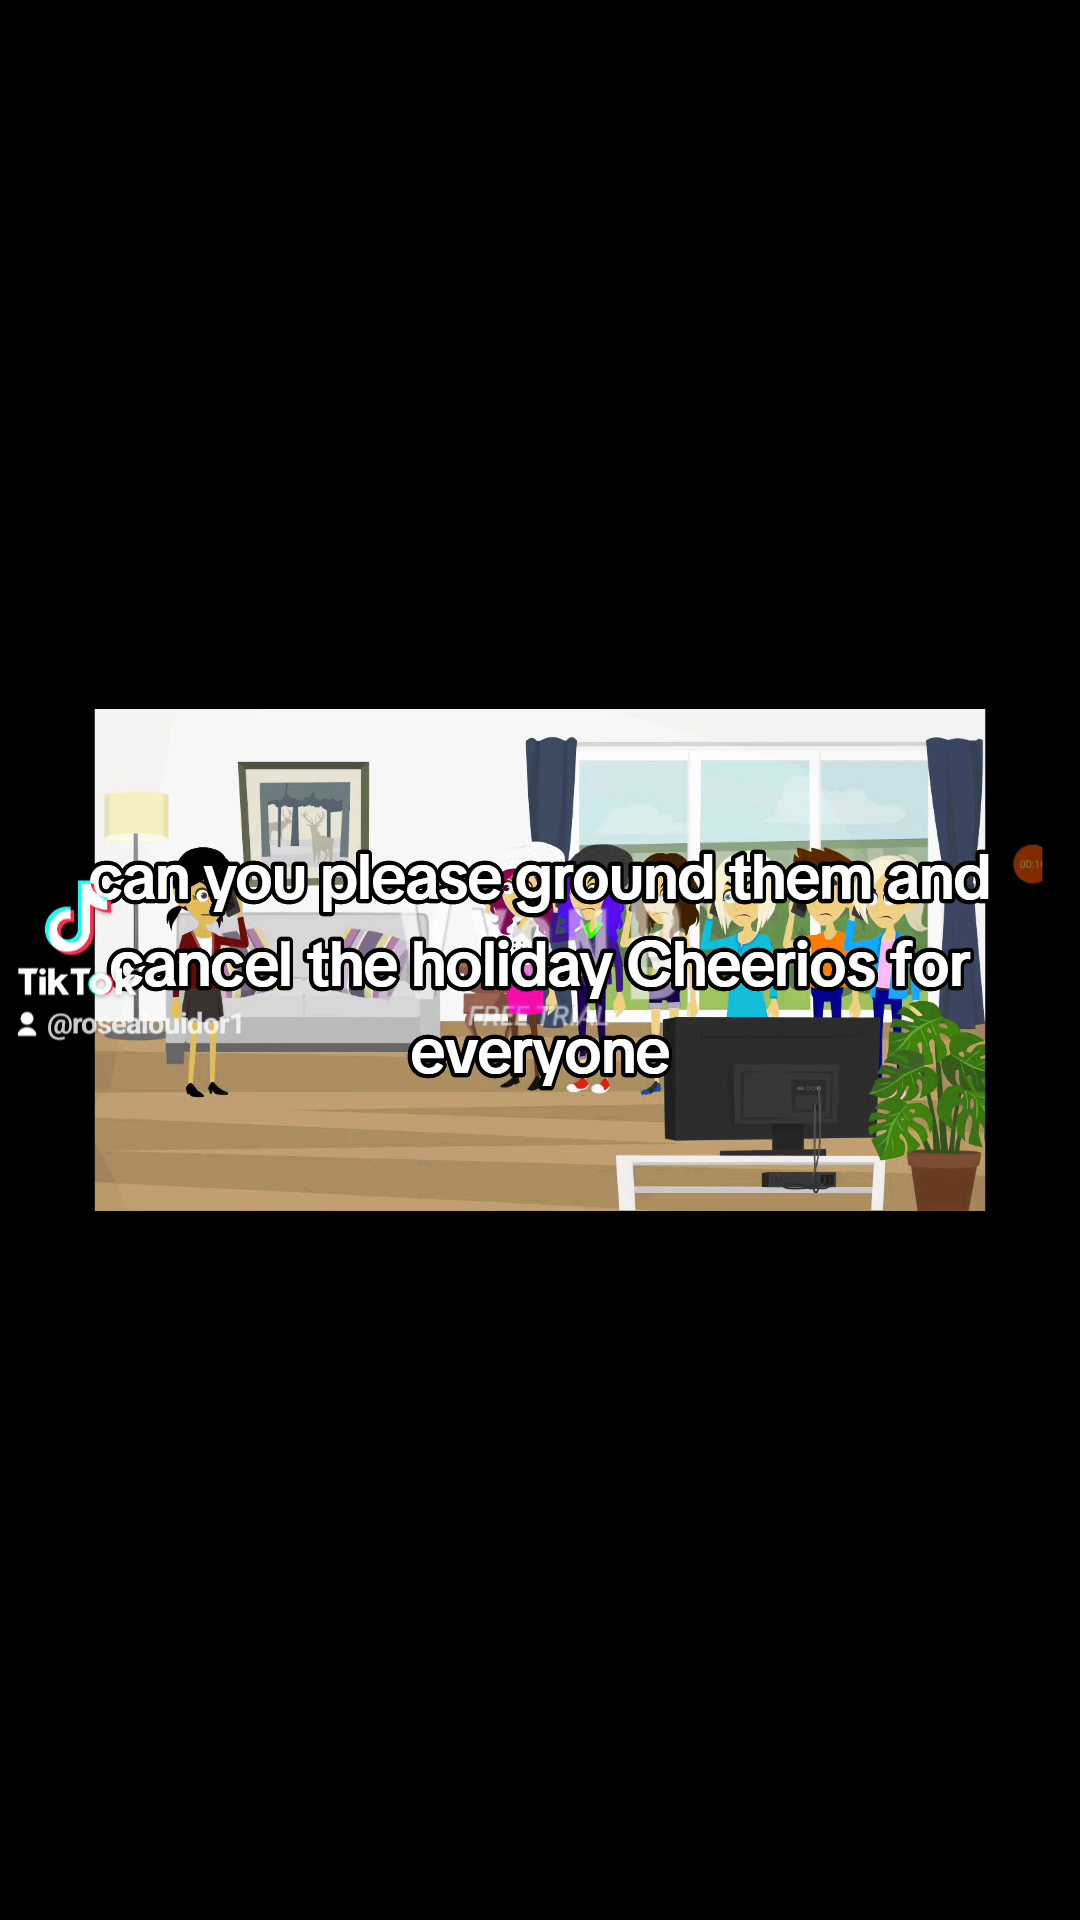 can you please ground them and
cancel the holiday Cheerios for
everyone
TikTok
@rosealouidor1
FREE TRIAL